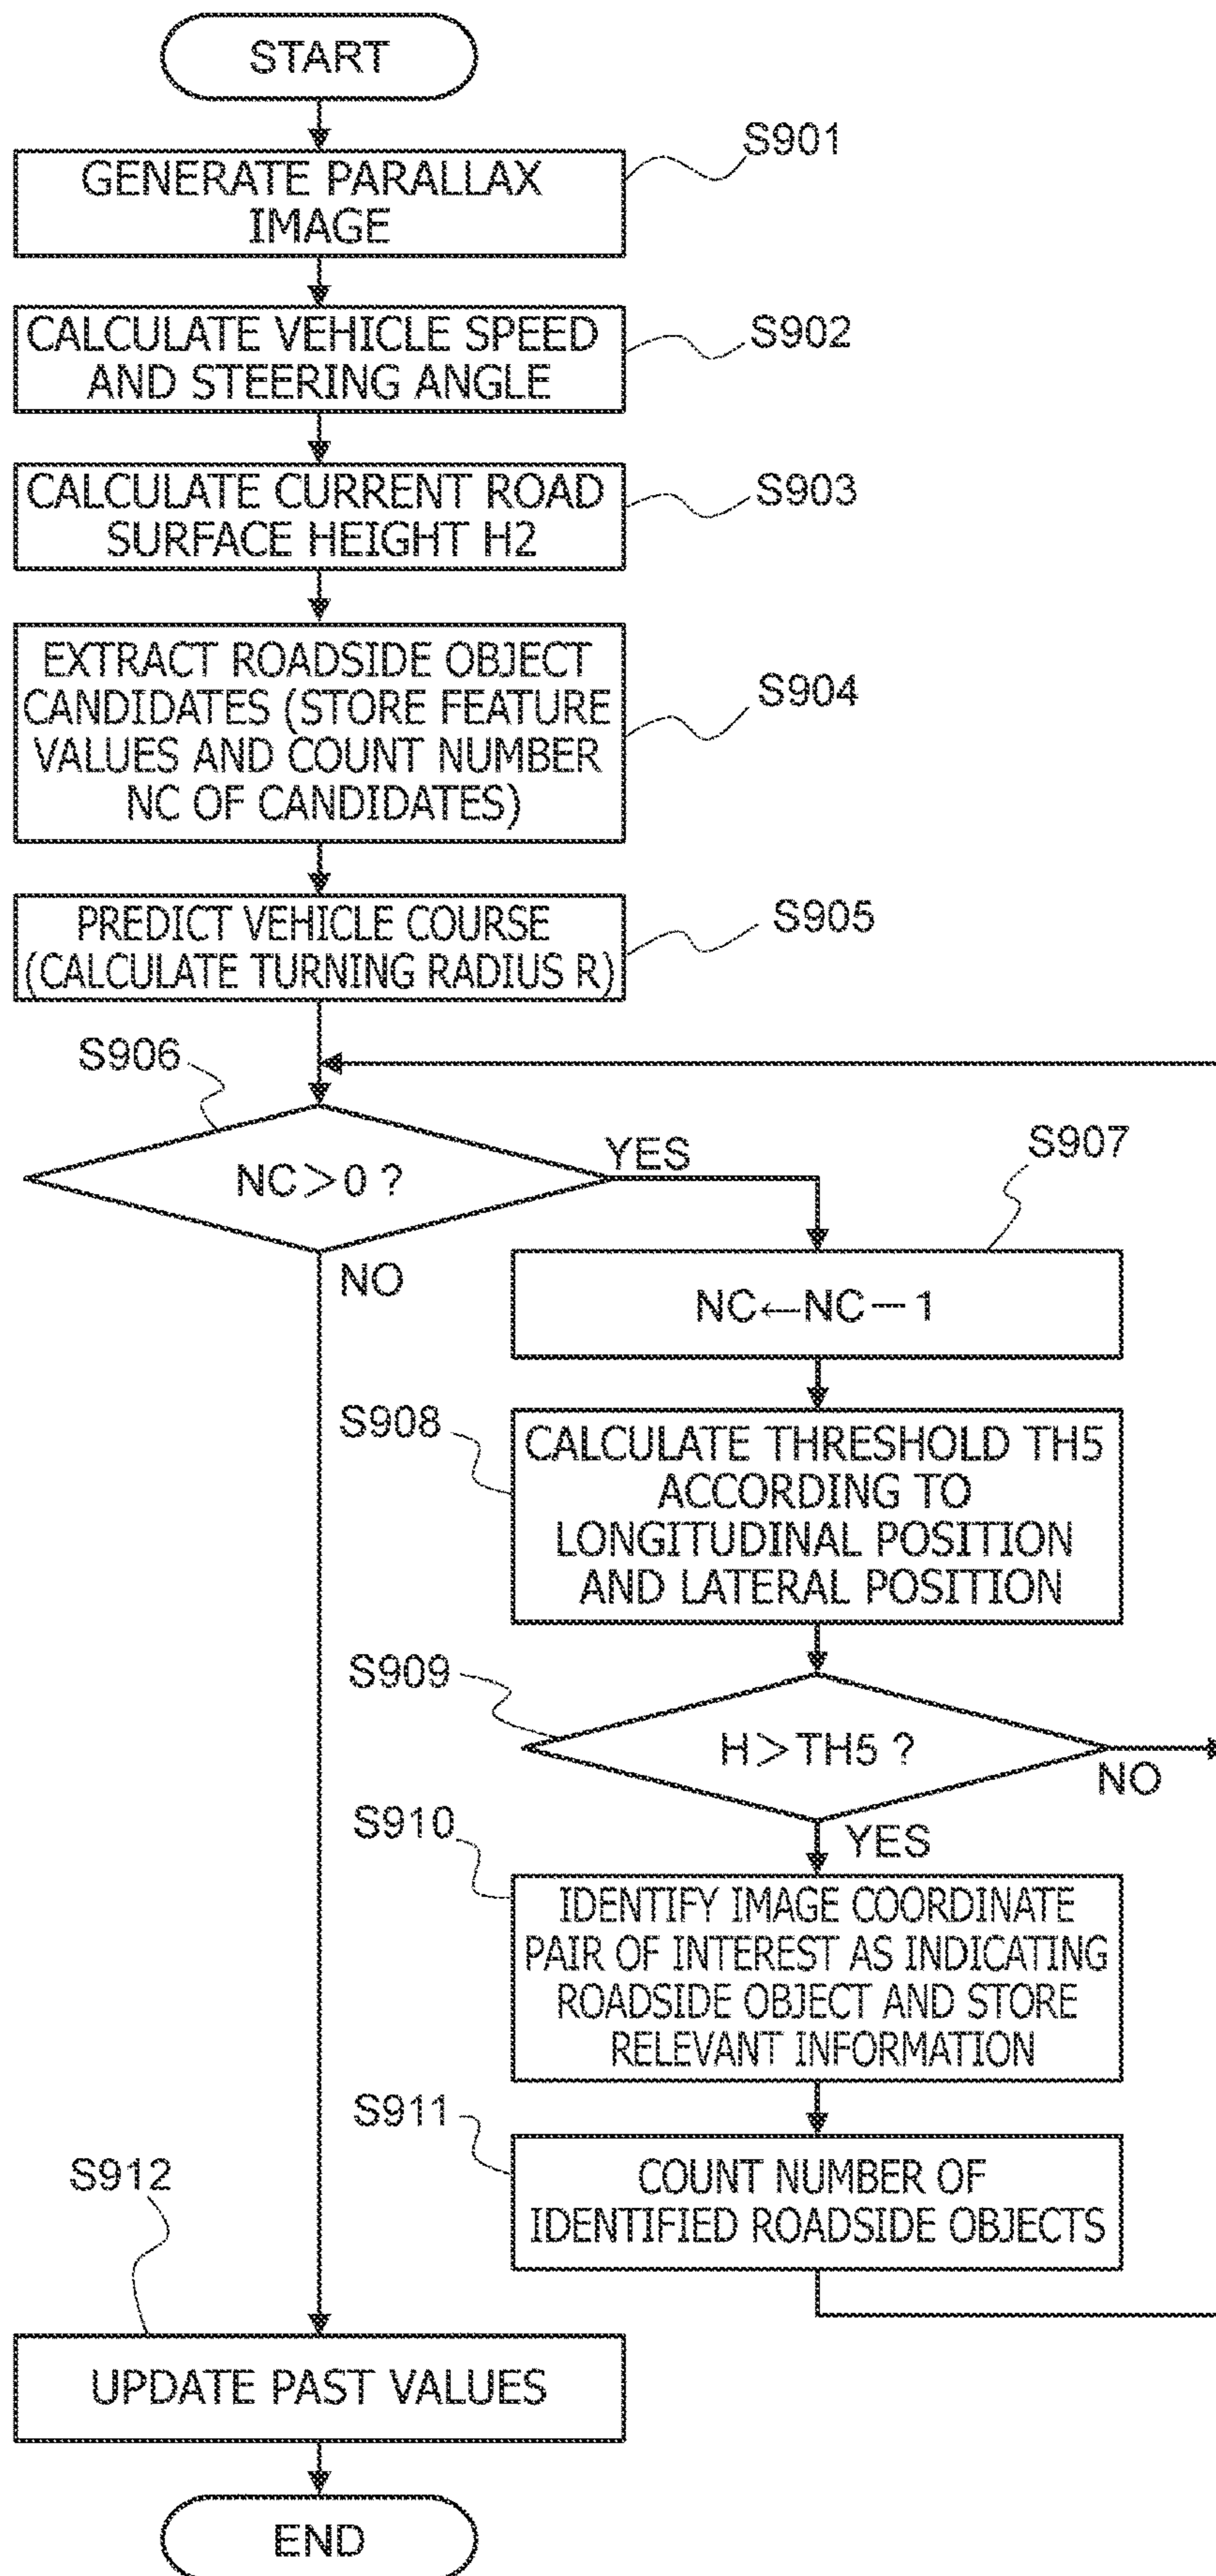 START
S901
GENERATE PARALLAX
IMAGE
S902
CALCULATE VEHICLE SPEED
AND STEERING ANGLE
S903
CALCULATE CURRENT ROAD
SURFACE HEIGHT H2
S904
EXTRACT ROADSIDE OBJECT
CANDIDATES (STORE FEATURE
VALUES AND COUNT NUMBER
NC OF CANDIDATES)
S905
PREDICT VEHICLE COURSE
(CALCULATE TURNING RADIUS R)
S906
NC>0 ?
YES
NO
S907
NC←NC−1
S908
CALCULATE THRESHOLD TH5
ACCORDING TO
LONGITUDINAL POSITION
AND LATERAL POSITION
S909
H>TH5 ?
NO
YES
S910
IDENTIFY IMAGE COORDINATE
PAIR OF INTEREST AS INDICATING
ROADSIDE OBJECT AND STORE
RELEVANT INFORMATION
S911
COUNT NUMBER OF
IDENTIFIED ROADSIDE OBJECTS
S912
UPDATE PAST VALUES
END